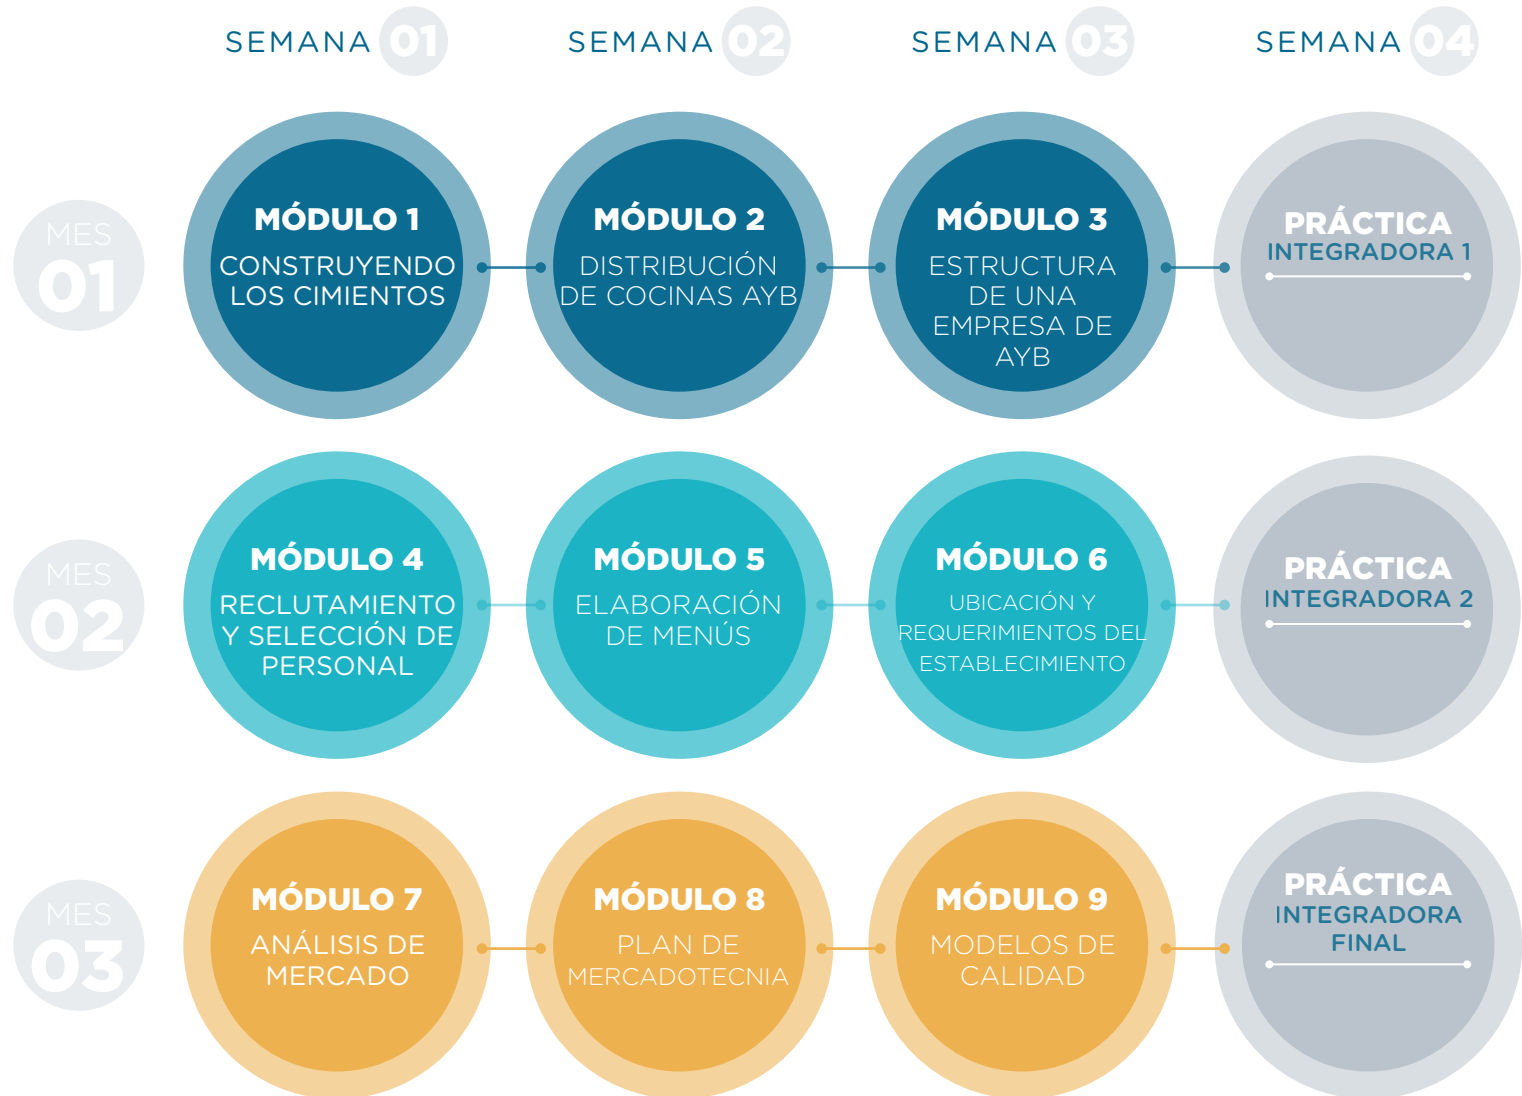 SEMANA 01
SEMANA 02
SEMANA 03
SEMANA 04
MES
01
MÓDULO 1
CONSTRUYENDO
LOS CIMIENTOS
MÓDULO 2
DISTRIBUCIÓN
DE COCINAS AYB
MÓDULO 3
ESTRUCTURA
DE UNA
EMPRESA DE
AYB
PRÁCTICA
INTEGRADORA 1
MES
02
MÓDULO 4
RECLUTAMIENTO
Y SELECCIÓN DE
PERSONAL
MÓDULO 5
ELABORACIÓN
DE MENÚS
MÓDULO 6
UBICACIÓN Y
REQUERIMIENTOS DEL
ESTABLECIMIENTO
PRÁCTICA
INTEGRADORA 2
MES
03
MÓDULO 7
ANÁLISIS DE
MERCADO
MÓDULO 8
PLAN DE
MERCADOTECNIA
MÓDULO 9
MODELOS DE
CALIDAD
PRÁCTICA
INTEGRADORA
FINAL